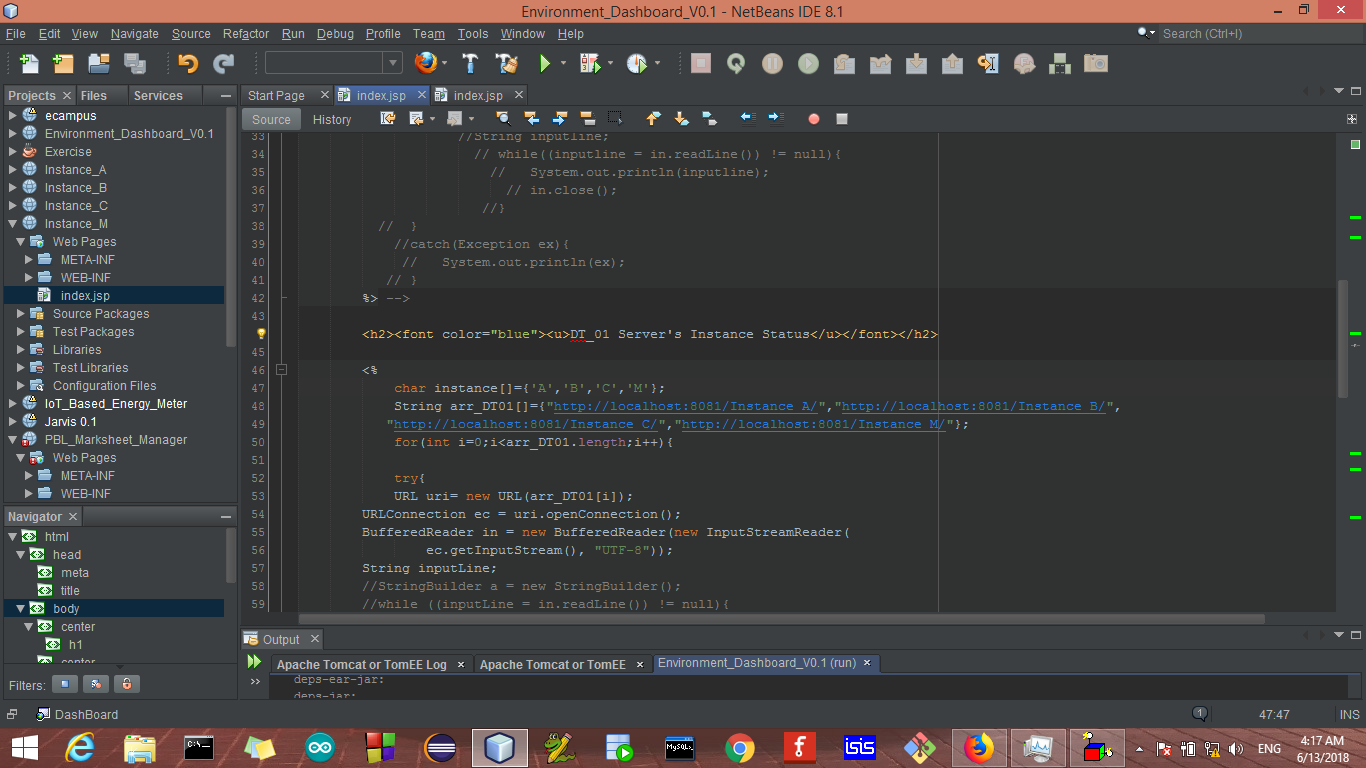 Environment_Dashboard_V0.1 - NetBeans IDE 8.1
File Edit View Navigate Source Refactor Run Debug Profile Team Tools Window Help
Search (Ctrl+I)
Projects Files Services
Start Page index.jsp index.jsp
Source History
ecampus
Environment_Dashboard_V0.1
Exercise
Instance_A
Instance_B
Instance_C
Instance_M
Web Pages
META-INF
WEB-INF
index.jsp
Source Packages
Test Packages
Libraries
Test Libraries
Configuration Files
IoT_Based_Energy_Meter
Jarvis 0.1
PBL_Marksheet_Manager
Web Pages
META-INF
WEB-INF
Navigator
html
head
meta
title
body
center
h1
center
Filters:
33 //String inputline;
34 // while((inputline = in.readLine()) != null){
35 // System.out.println(inputline);
36 // in.close();
37 //}
38 // }
39 //catch(Exception ex){
40 // System.out.println(ex);
41 // }
42 %> -->
43
<h2><font color="blue"><u>DT_01 Server's Instance Status</u></font></h2>
45
46 <%
47 char instance[]={'A','B','C','M'};
48 String arr_DT01[]={"http://localhost:8081/Instance_A/","http://localhost:8081/Instance_B/",
49 "http://localhost:8081/Instance_C/","http://localhost:8081/Instance_M/"};
50 for(int i=0;i<arr_DT01.length;i++){
51
52 try{
53 URL uri= new URL(arr_DT01[i]);
54 URLConnection ec = uri.openConnection();
55 BufferedReader in = new BufferedReader(new InputStreamReader(
56 ec.getInputStream(), "UTF-8"));
57 String inputLine;
58 //StringBuilder a = new StringBuilder();
59 //while ((inputLine = in.readLine()) != null){
Output
Apache Tomcat or TomEE Log Apache Tomcat or TomEE Environment_Dashboard_V0.1 (run)
deps-ear-jar:
deps-jar:
DashBoard
1 47:47 INS
C:\
MySQL
isis
ENG
4:17 AM
6/13/2018